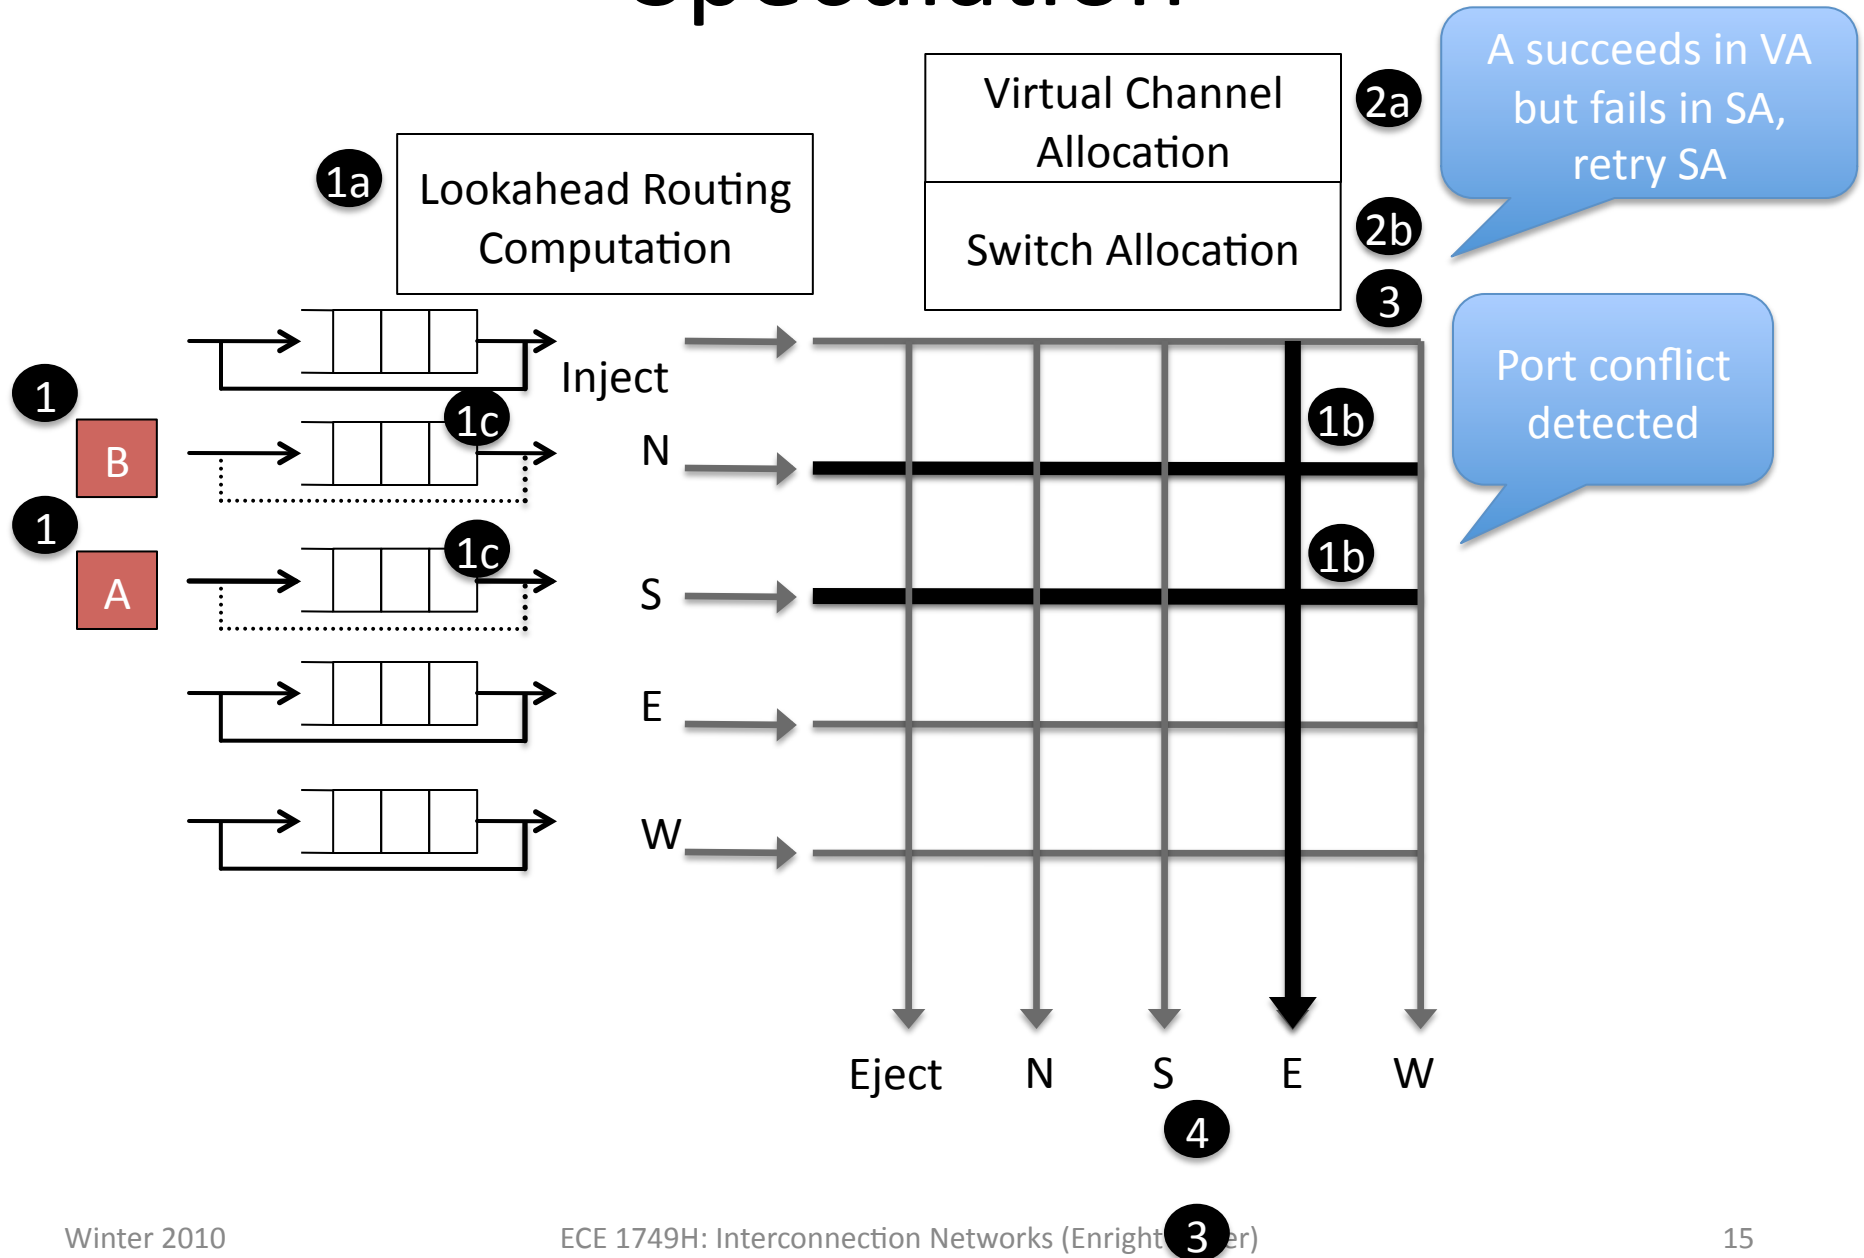 Speculation
Virtual Channel
Allocation
2a
A succeeds in VA
but fails in SA,
retry SA
1a
Lookahead Routing
Computation
Switch Allocation
2b
3
Port conflict
detected
Inject
1
B
1c
N
1b
1
A
1c
S
1b
E
W
Eject N S E W
4
3
Winter 2010
ECE 1749H: Interconnection Networks (Enright
er)
15